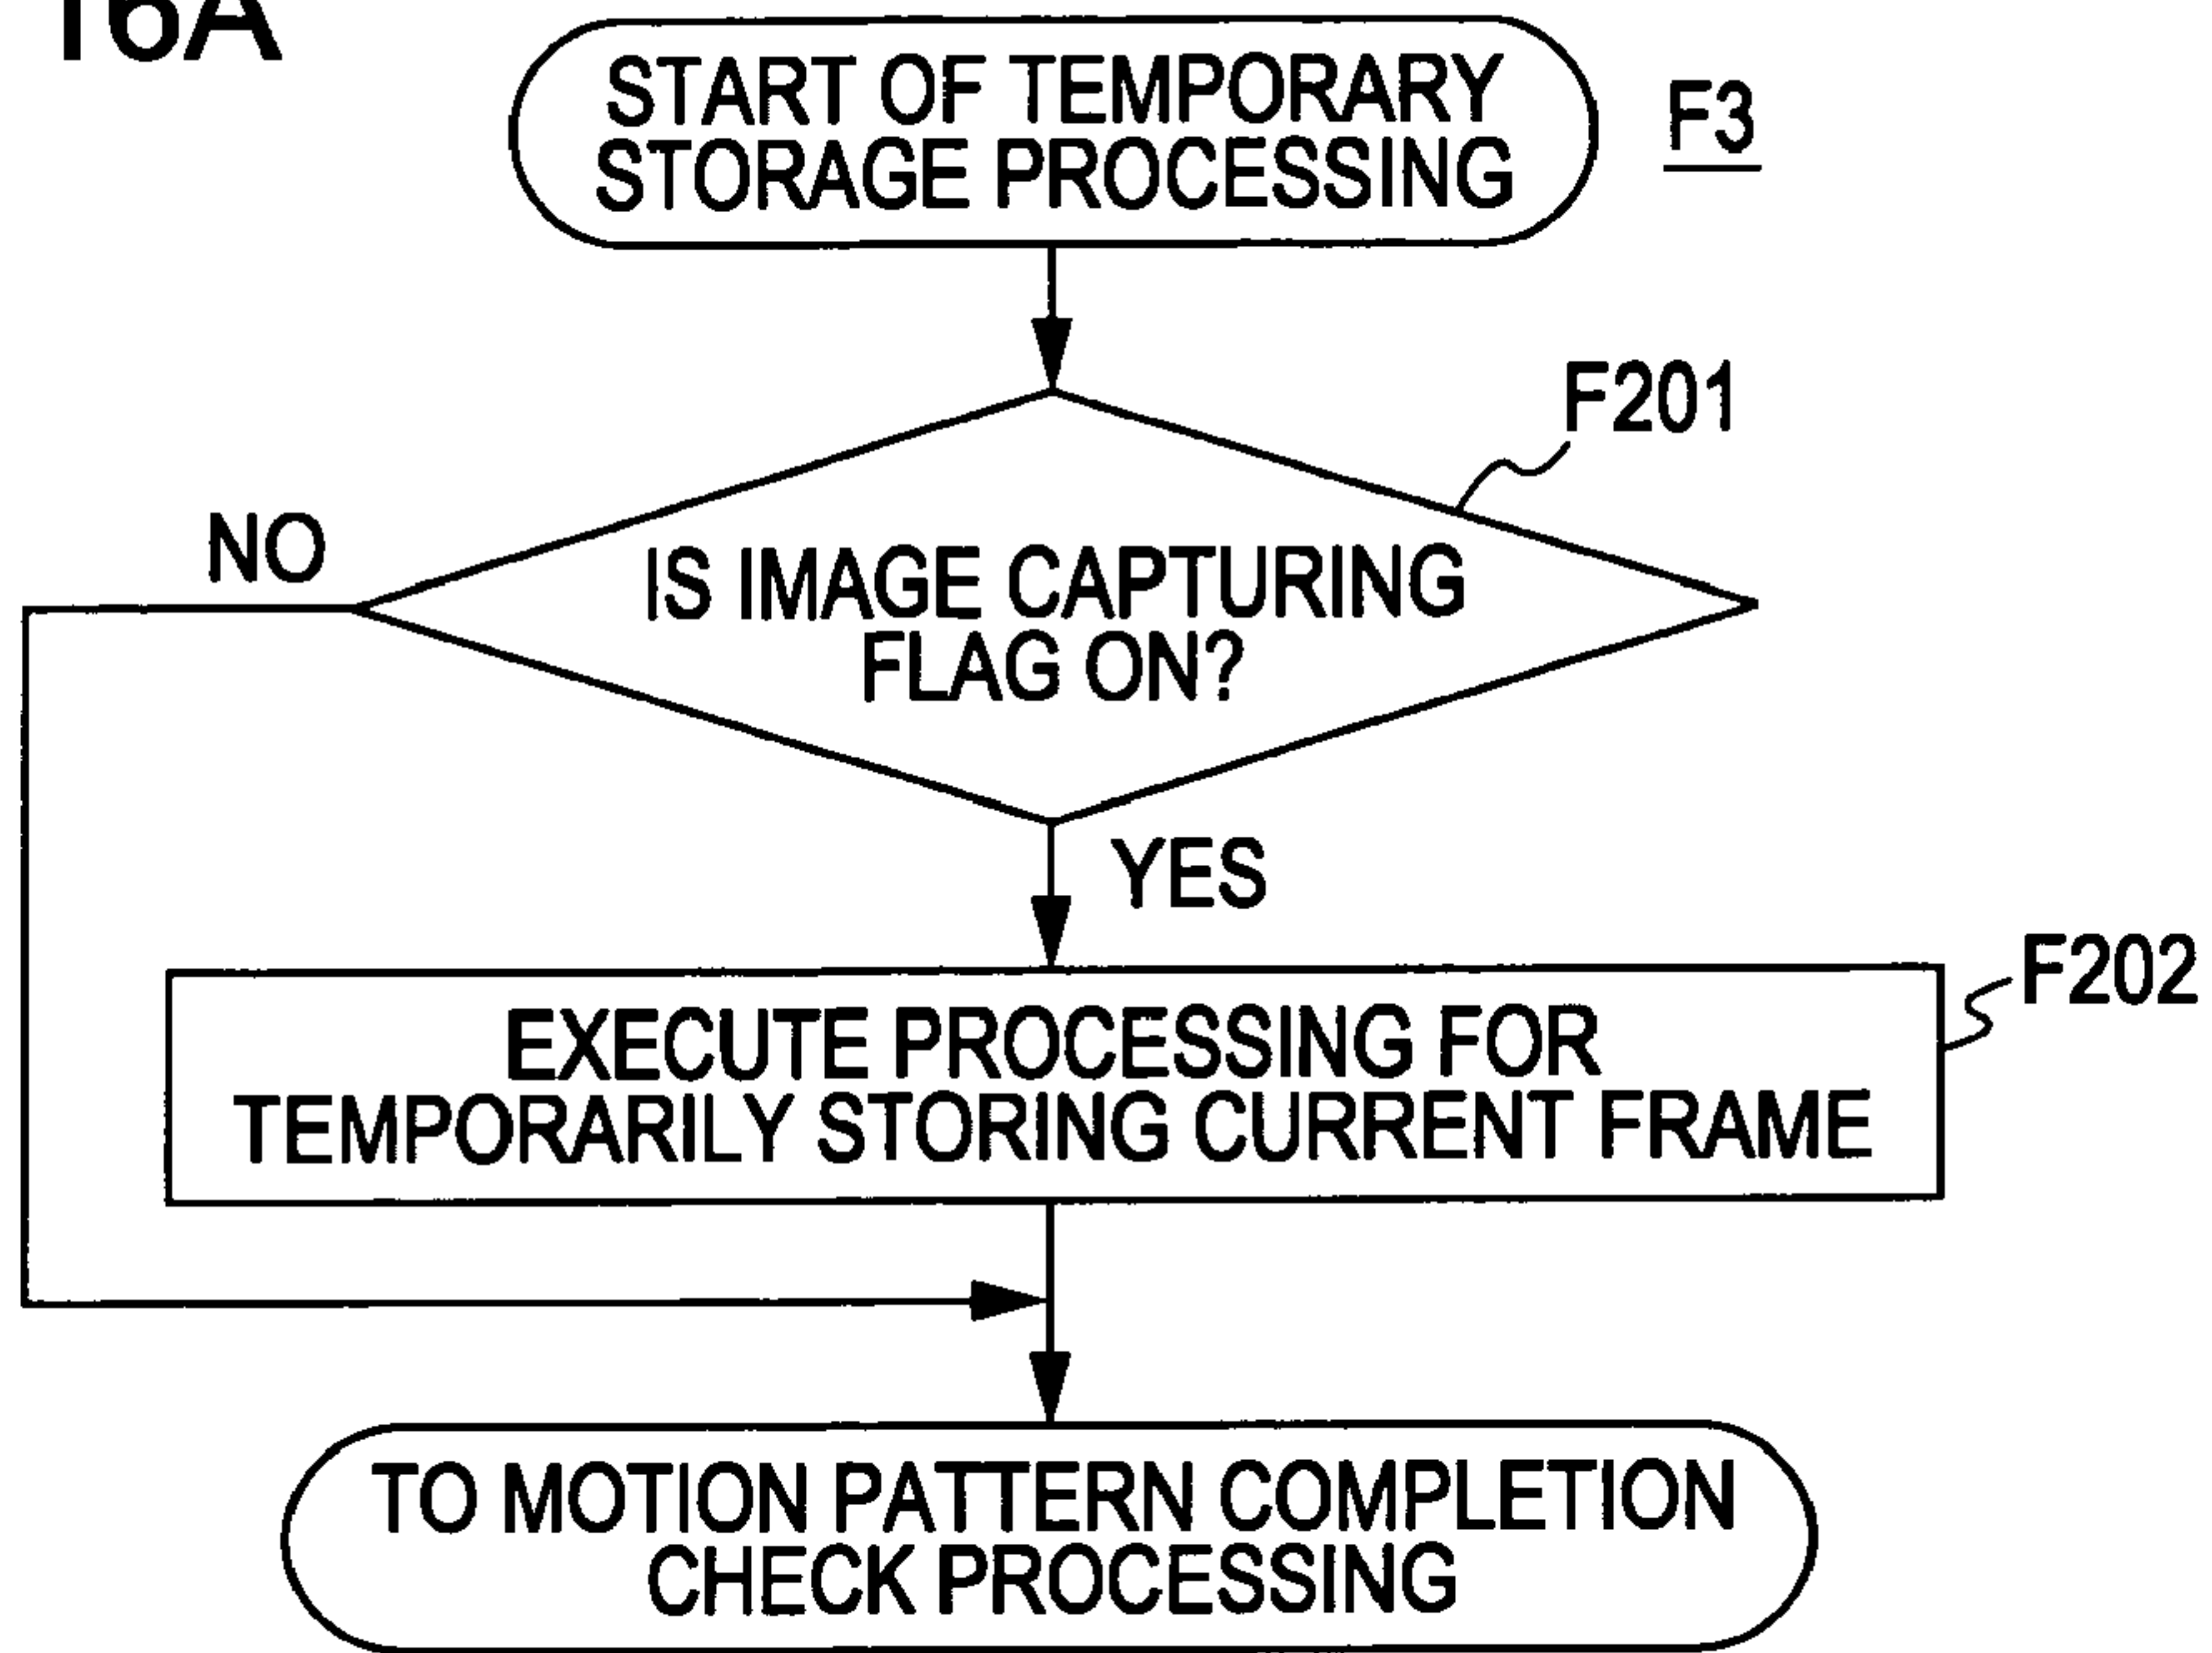 16A
START OF TEMPORARY
STORAGE PROCESSING
F3
F201
NO
IS IMAGE CAPTURING
FLAG ON?
YES
F202
EXECUTE PROCESSING FOR
TEMPORARILY STORING CURRENT FRAME
TO MOTION PATTERN COMPLETION
CHECK PROCESSING